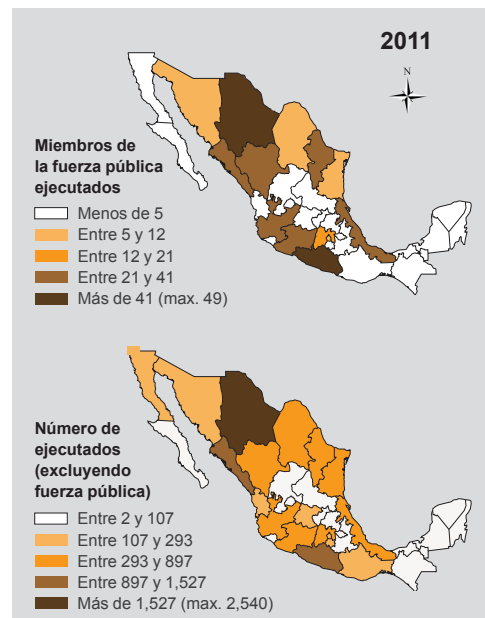 2011
N
Miembros de
la fuerza pública
ejecutados
Menos de 5
Entre 5 y 12
Entre 12 y 21
Entre 21 y 41
Más de 41 (max. 49)
Número de
ejecutados
(excluyendo
fuerza pública)
Entre 2 y 107
Entre 107 y 293
Entre 293 y 897
Entre 897 y 1,527
Más de 1,527 (max. 2,540)